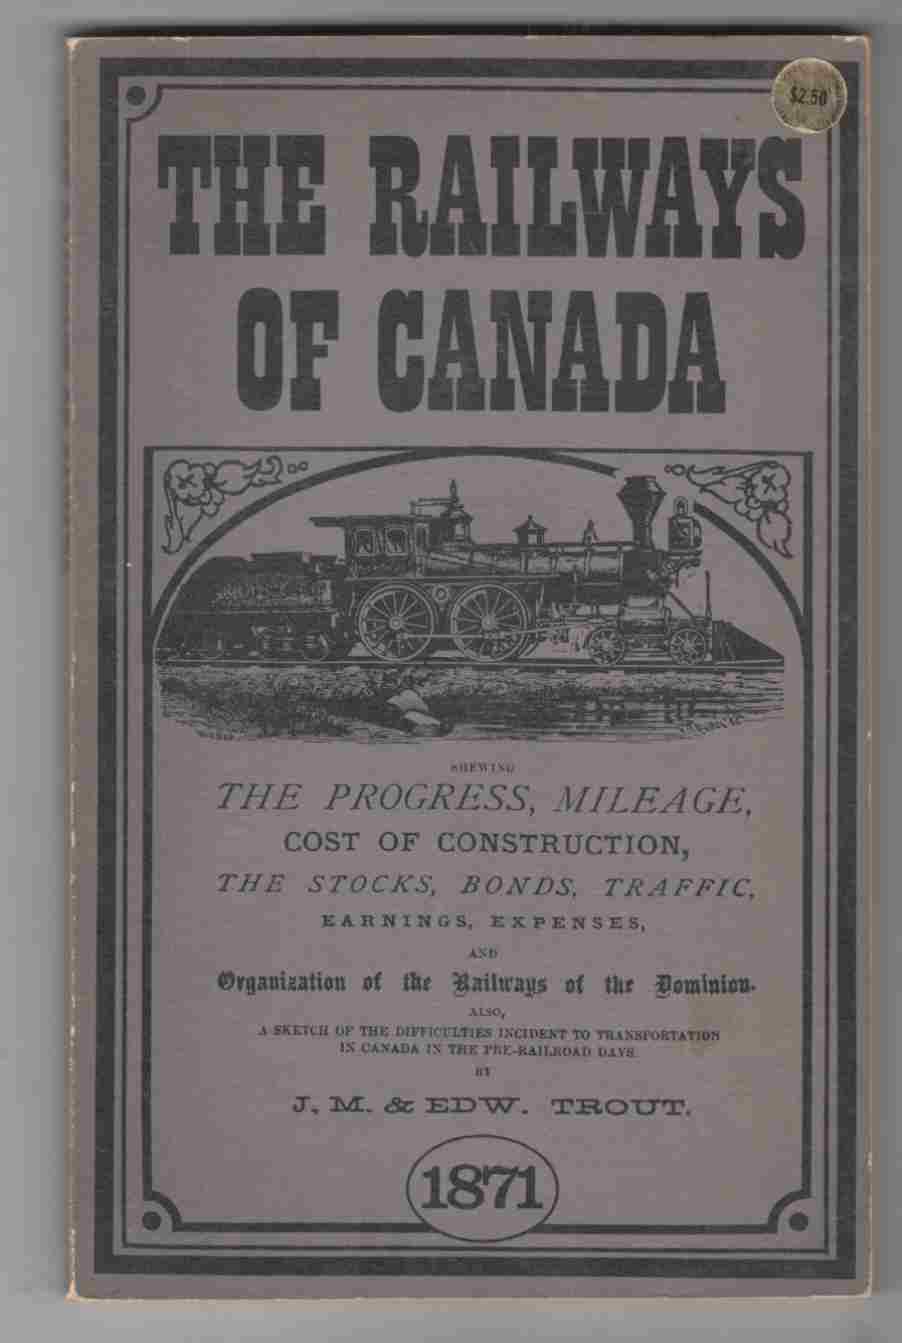 $2.50
THE RAILWAYS
OF CANADA
SHEWING
THE PROGRESS, MILEAGE,
COST OF CONSTRUCTION,
THE STOCKS, BONDS, TRAFFIC,
EARNINGS, EXPENSES,
AND
Organization of the Railways of the Dominion.
ALSO,
A SKETCH OF THE DIFFICULTIES INCIDENT TO TRANSPORTATION
IN CANADA IN THE PRE-RAILROAD DAYS.
BY
J. M. & EDW. TROUT.
1871